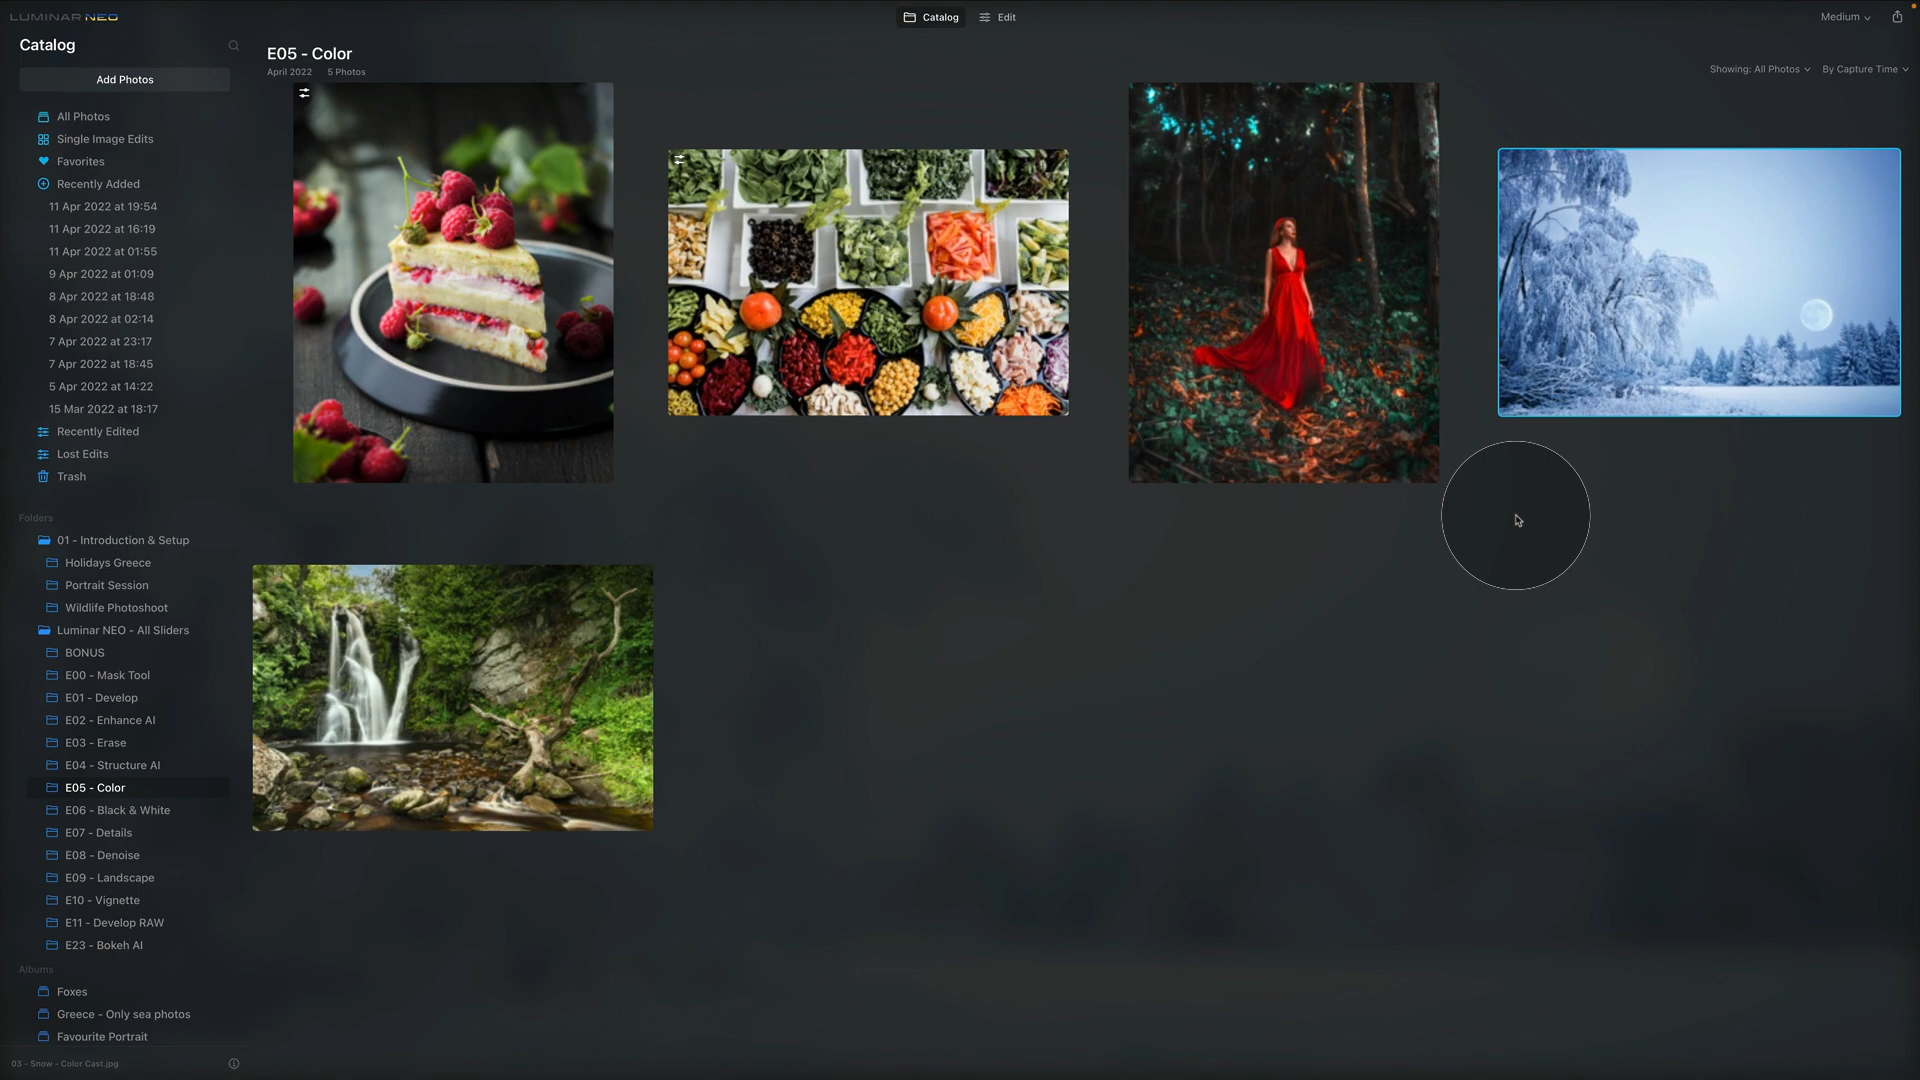 LUMINAR NEO
Catalog
Edit
Medium
Catalog
Add Photos
All Photos
Single Image Edits
Favorites
Recently Added
11 Apr 2022 at 19:54
11 Apr 2022 at 16:19
11 Apr 2022 at 01:55
9 Apr 2022 at 01:09
8 Apr 2022 at 18:48
8 Apr 2022 at 02:14
7 Apr 2022 at 23:17
7 Apr 2022 at 18:45
5 Apr 2022 at 14:22
15 Mar 2022 at 18:17
Recently Edited
Lost Edits
Trash
Folders
01 - Introduction & Setup
Holidays Greece
Portrait Session
Wildlife Photoshoot
Luminar NEO - All Sliders
BONUS
E00 - Mask Tool
E01 - Develop
E02 - Enhance AI
E03 - Erase
E04 - Structure AI
E05 - Color
E06 - Black & White
E07 - Details
E08 - Denoise
E09 - Landscape
E10 - Vignette
E11 - Develop RAW
E23 - Bokeh AI
Albums
Foxes
Greece - Only sea photos
Favourite Portrait
03 - Snow - Color Cast.jpg
E05 - Color
April 2022 5 Photos
Showing: All Photos By Capture Time